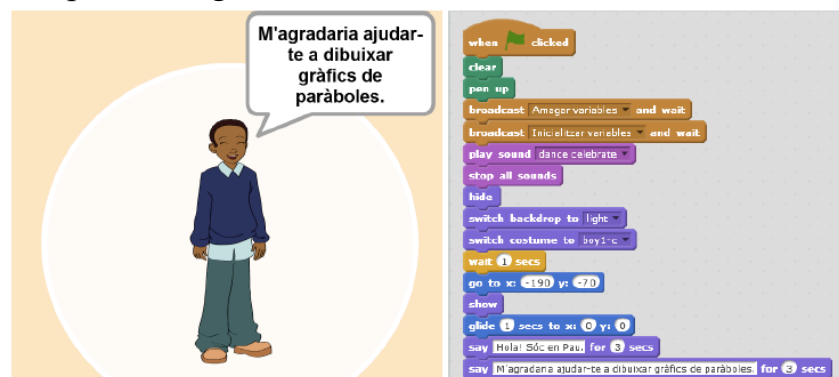 M'agradaria ajudar-
te a dibuixar
gràfics de
paràboles.
when clicked
clear
pen up
broadcast Amagar variables and wait
broadcast Inicialitzar variables and wait
play sound dance celebrate
stop all sounds
hide
switch backdrop to light
switch costume to boy1-c
wait 1 secs
go to x: -190 y: -70
show
glide 1 secs to x: 0 y: 0
say Hola! Sóc en Pau. for 3 secs
say M'agradaria ajudar-te a dibuixar gràfics de paràboles. for 3 secs